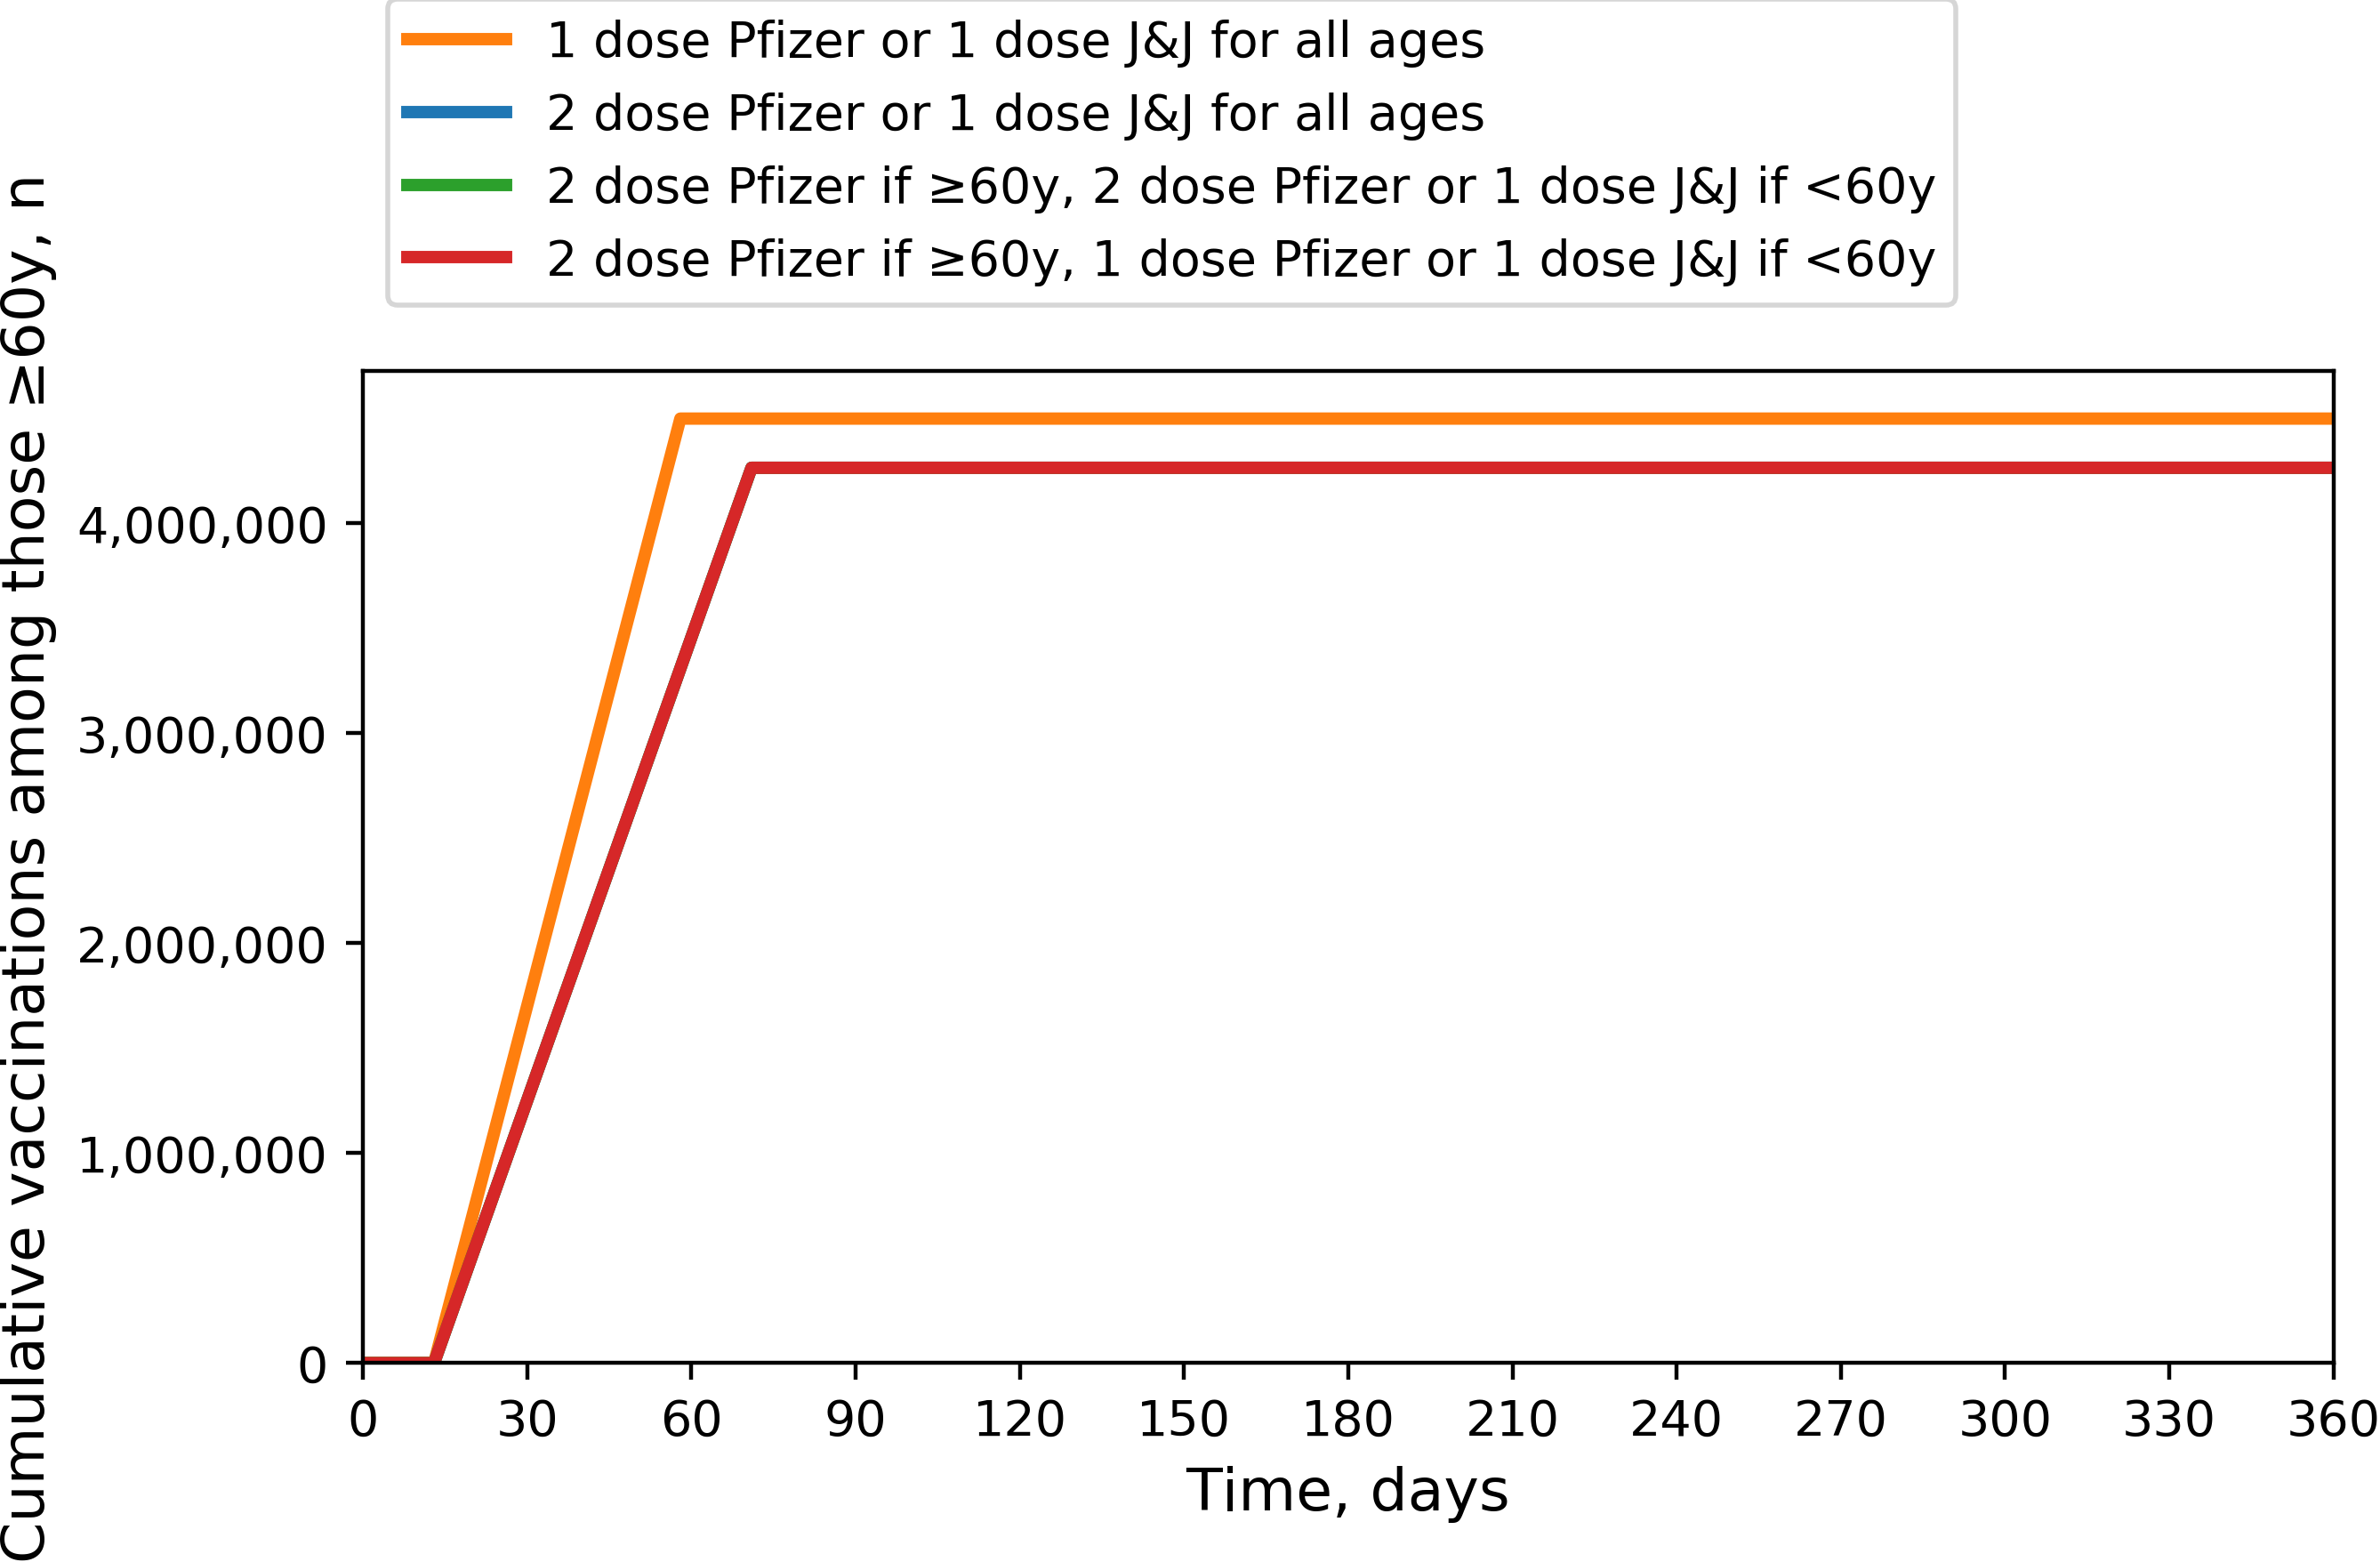 1 dose Pfizer or 1 dose J&J for all ages
2 dose Pfizer or 1 dose J&J for all ages
2 dose Pfizer if ≥60y, 2 dose Pfizer or 1 dose J&J if <60y
2 dose Pfizer if ≥60y, 1 dose Pfizer or 1 dose J&J if <60y
Cumulative vaccinations among those ≥60y, n
4,000,000
3,000,000
2,000,000
1,000,000
0
0 30 60 90 120 150 180 210 240 270 300 330 360
Time, days